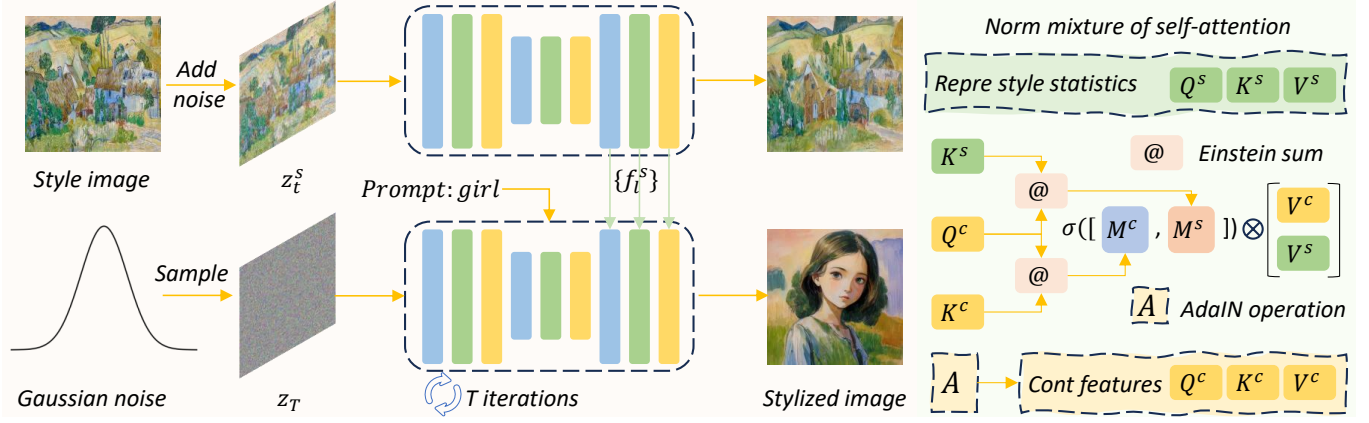 Add
noise
Style image
z_t^s
{f_l^s}
Prompt: girl
Sample
Gaussian noise
z_T
T iterations
Stylized image
Norm mixture of self-attention
Repre style statistics Q^s K^s V^s
K^s
@ Einstein sum
@
Q^c
σ([ M^c , M^s ]) ⊗ [ V^c V^s ]
@
K^c
A AdaIN operation
A Cont features Q^c K^c V^c